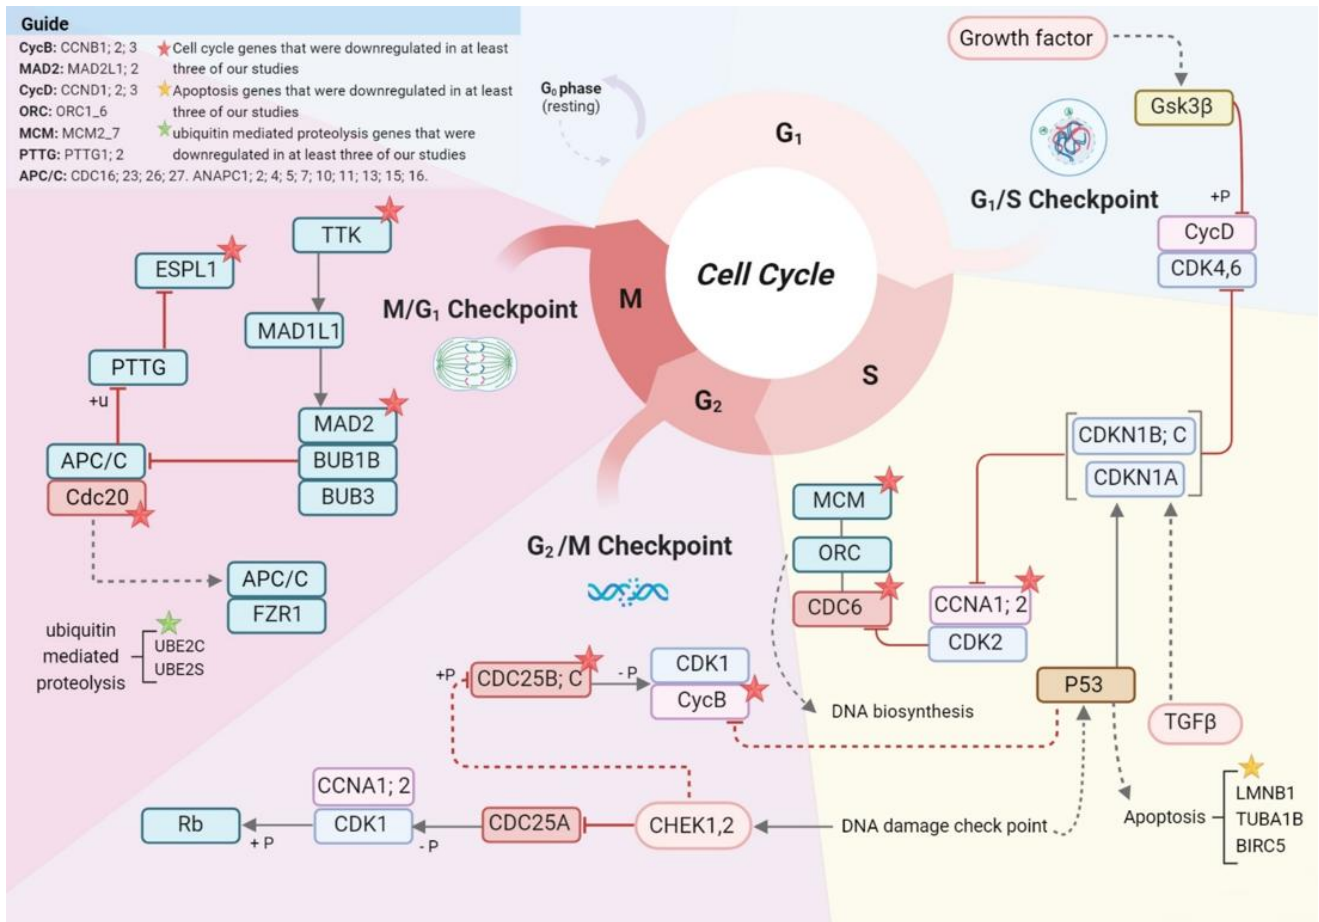 Guide
CycB: CCNB1; 2; 3
MAD2: MAD2L1; 2
CycD: CCND1; 2; 3
ORC: ORC1_6
MCM: MCM2_7
PTTG: PTTG1; 2
APC/C: CDC16; 23; 26; 27. ANAPC1; 2; 4; 5; 7; 10; 11; 13; 15; 16.
Cell cycle genes that were downregulated in at least
three of our studies
Apoptosis genes that were downregulated in at least
three of our studies
ubiquitin mediated proteolysis genes that were
downregulated in at least three of our studies
G0 phase
(resting)
G1
S
G2
M
Cell Cycle
Growth factor
Gsk3β
G1/S Checkpoint
+P
CycD
CDK4,6
TTK
ESPL1
MAD1L1
M/G1 Checkpoint
PTTG
+u
MAD2
BUB1B
BUB3
APC/C
Cdc20
APC/C
FZR1
ubiquitin
mediated
proteolysis
UBE2C
UBE2S
CDKN1B; C
CDKN1A
MCM
ORC
CDC6
CCNA1; 2
CDK2
G2/M Checkpoint
+P
CDC25B; C
- P
CDK1
CycB
DNA biosynthesis
P53
TGFβ
CCNA1; 2
CDK1
Rb
+ P
- P
CDC25A
CHEK1,2
DNA damage check point
Apoptosis
LMNB1
TUBA1B
BIRC5